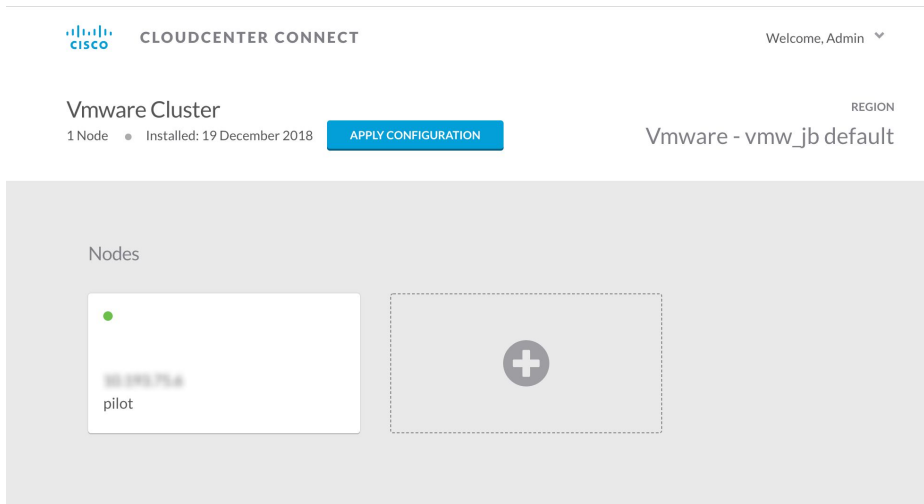 CISCO CLOUDCENTER CONNECT
Welcome, Admin
Vmware Cluster
1 Node • Installed: 19 December 2018 APPLY CONFIGURATION
REGION
Vmware - vmw_jb default
Nodes
pilot